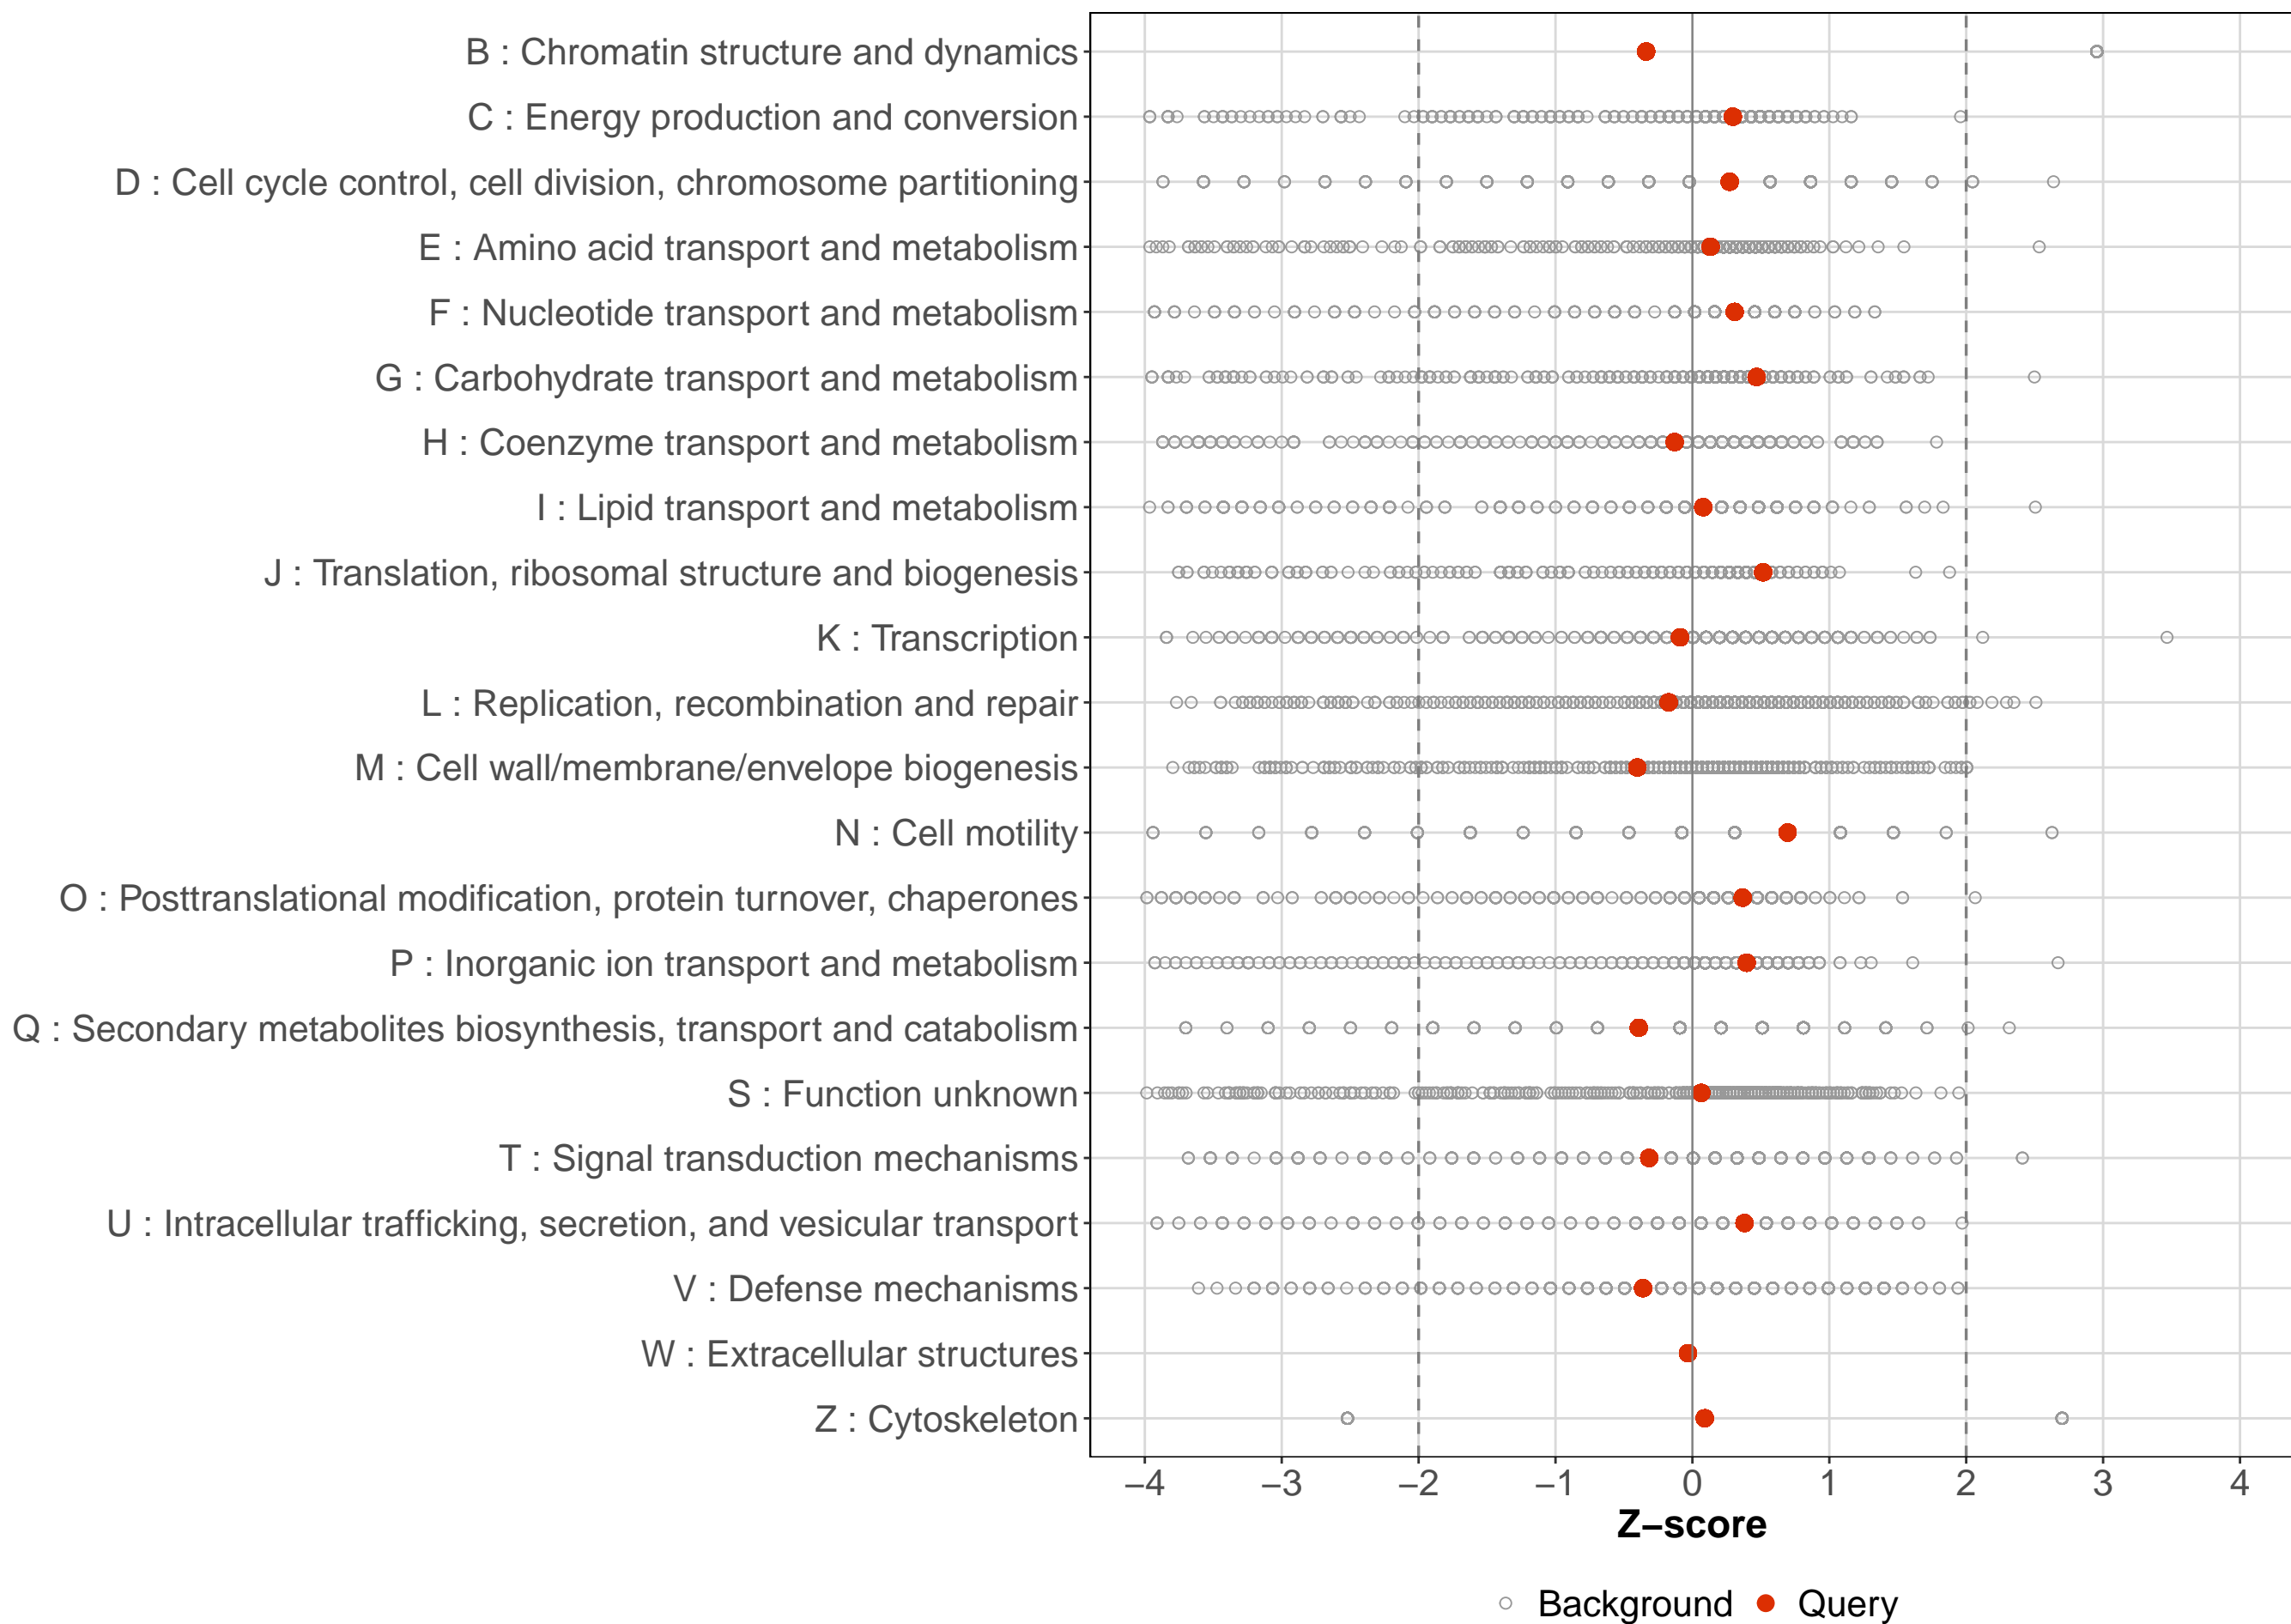 B : Chromatin structure and dynamics
C : Energy production and conversion
D : Cell cycle control, cell division, chromosome partitioning
E : Amino acid transport and metabolism
F : Nucleotide transport and metabolism
G : Carbohydrate transport and metabolism
H : Coenzyme transport and metabolism
I : Lipid transport and metabolism
J : Translation, ribosomal structure and biogenesis
K : Transcription
L : Replication, recombination and repair
M : Cell wall/membrane/envelope biogenesis
N : Cell motility
O : Posttranslational modification, protein turnover, chaperones
P : Inorganic ion transport and metabolism
Q : Secondary metabolites biosynthesis, transport and catabolism
S : Function unknown
T : Signal transduction mechanisms
U : Intracellular trafficking, secretion, and vesicular transport
V : Defense mechanisms
W : Extracellular structures
Z : Cytoskeleton
−4 −3 −2 −1 0 1 2 3 4
Z−score
Background Query